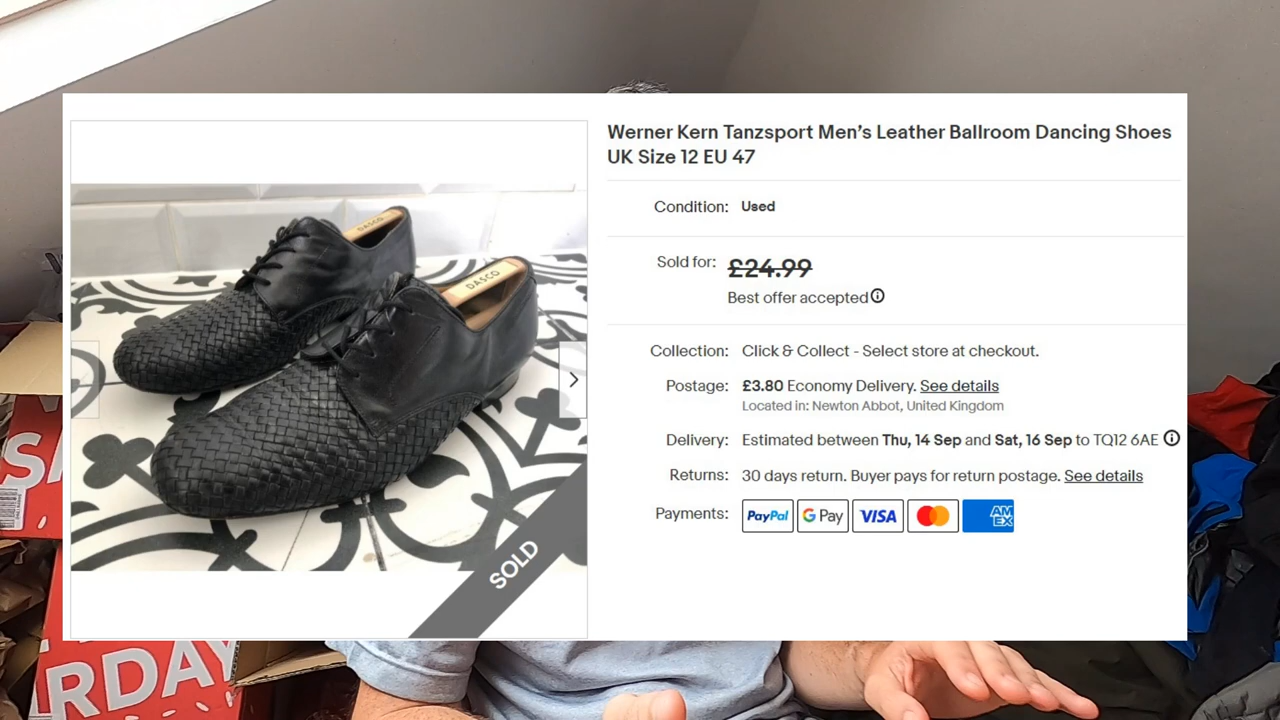 Werner Kern Tanzsport Men's Leather Ballroom Dancing Shoes
UK Size 12 EU 47
Condition: Used
Sold for: £24.99
Best offer accepted
Collection: Click & Collect - Select store at checkout.
Postage: £3.80 Economy Delivery. See details
Located in: Newton Abbot, United Kingdom
Delivery: Estimated between Thu, 14 Sep and Sat, 16 Sep to TQ12 6AE
Returns: 30 days return. Buyer pays for return postage. See details
Payments: PayPal G Pay VISA AM EX
DASCO
DASCO
SOLD
SA
RDAY